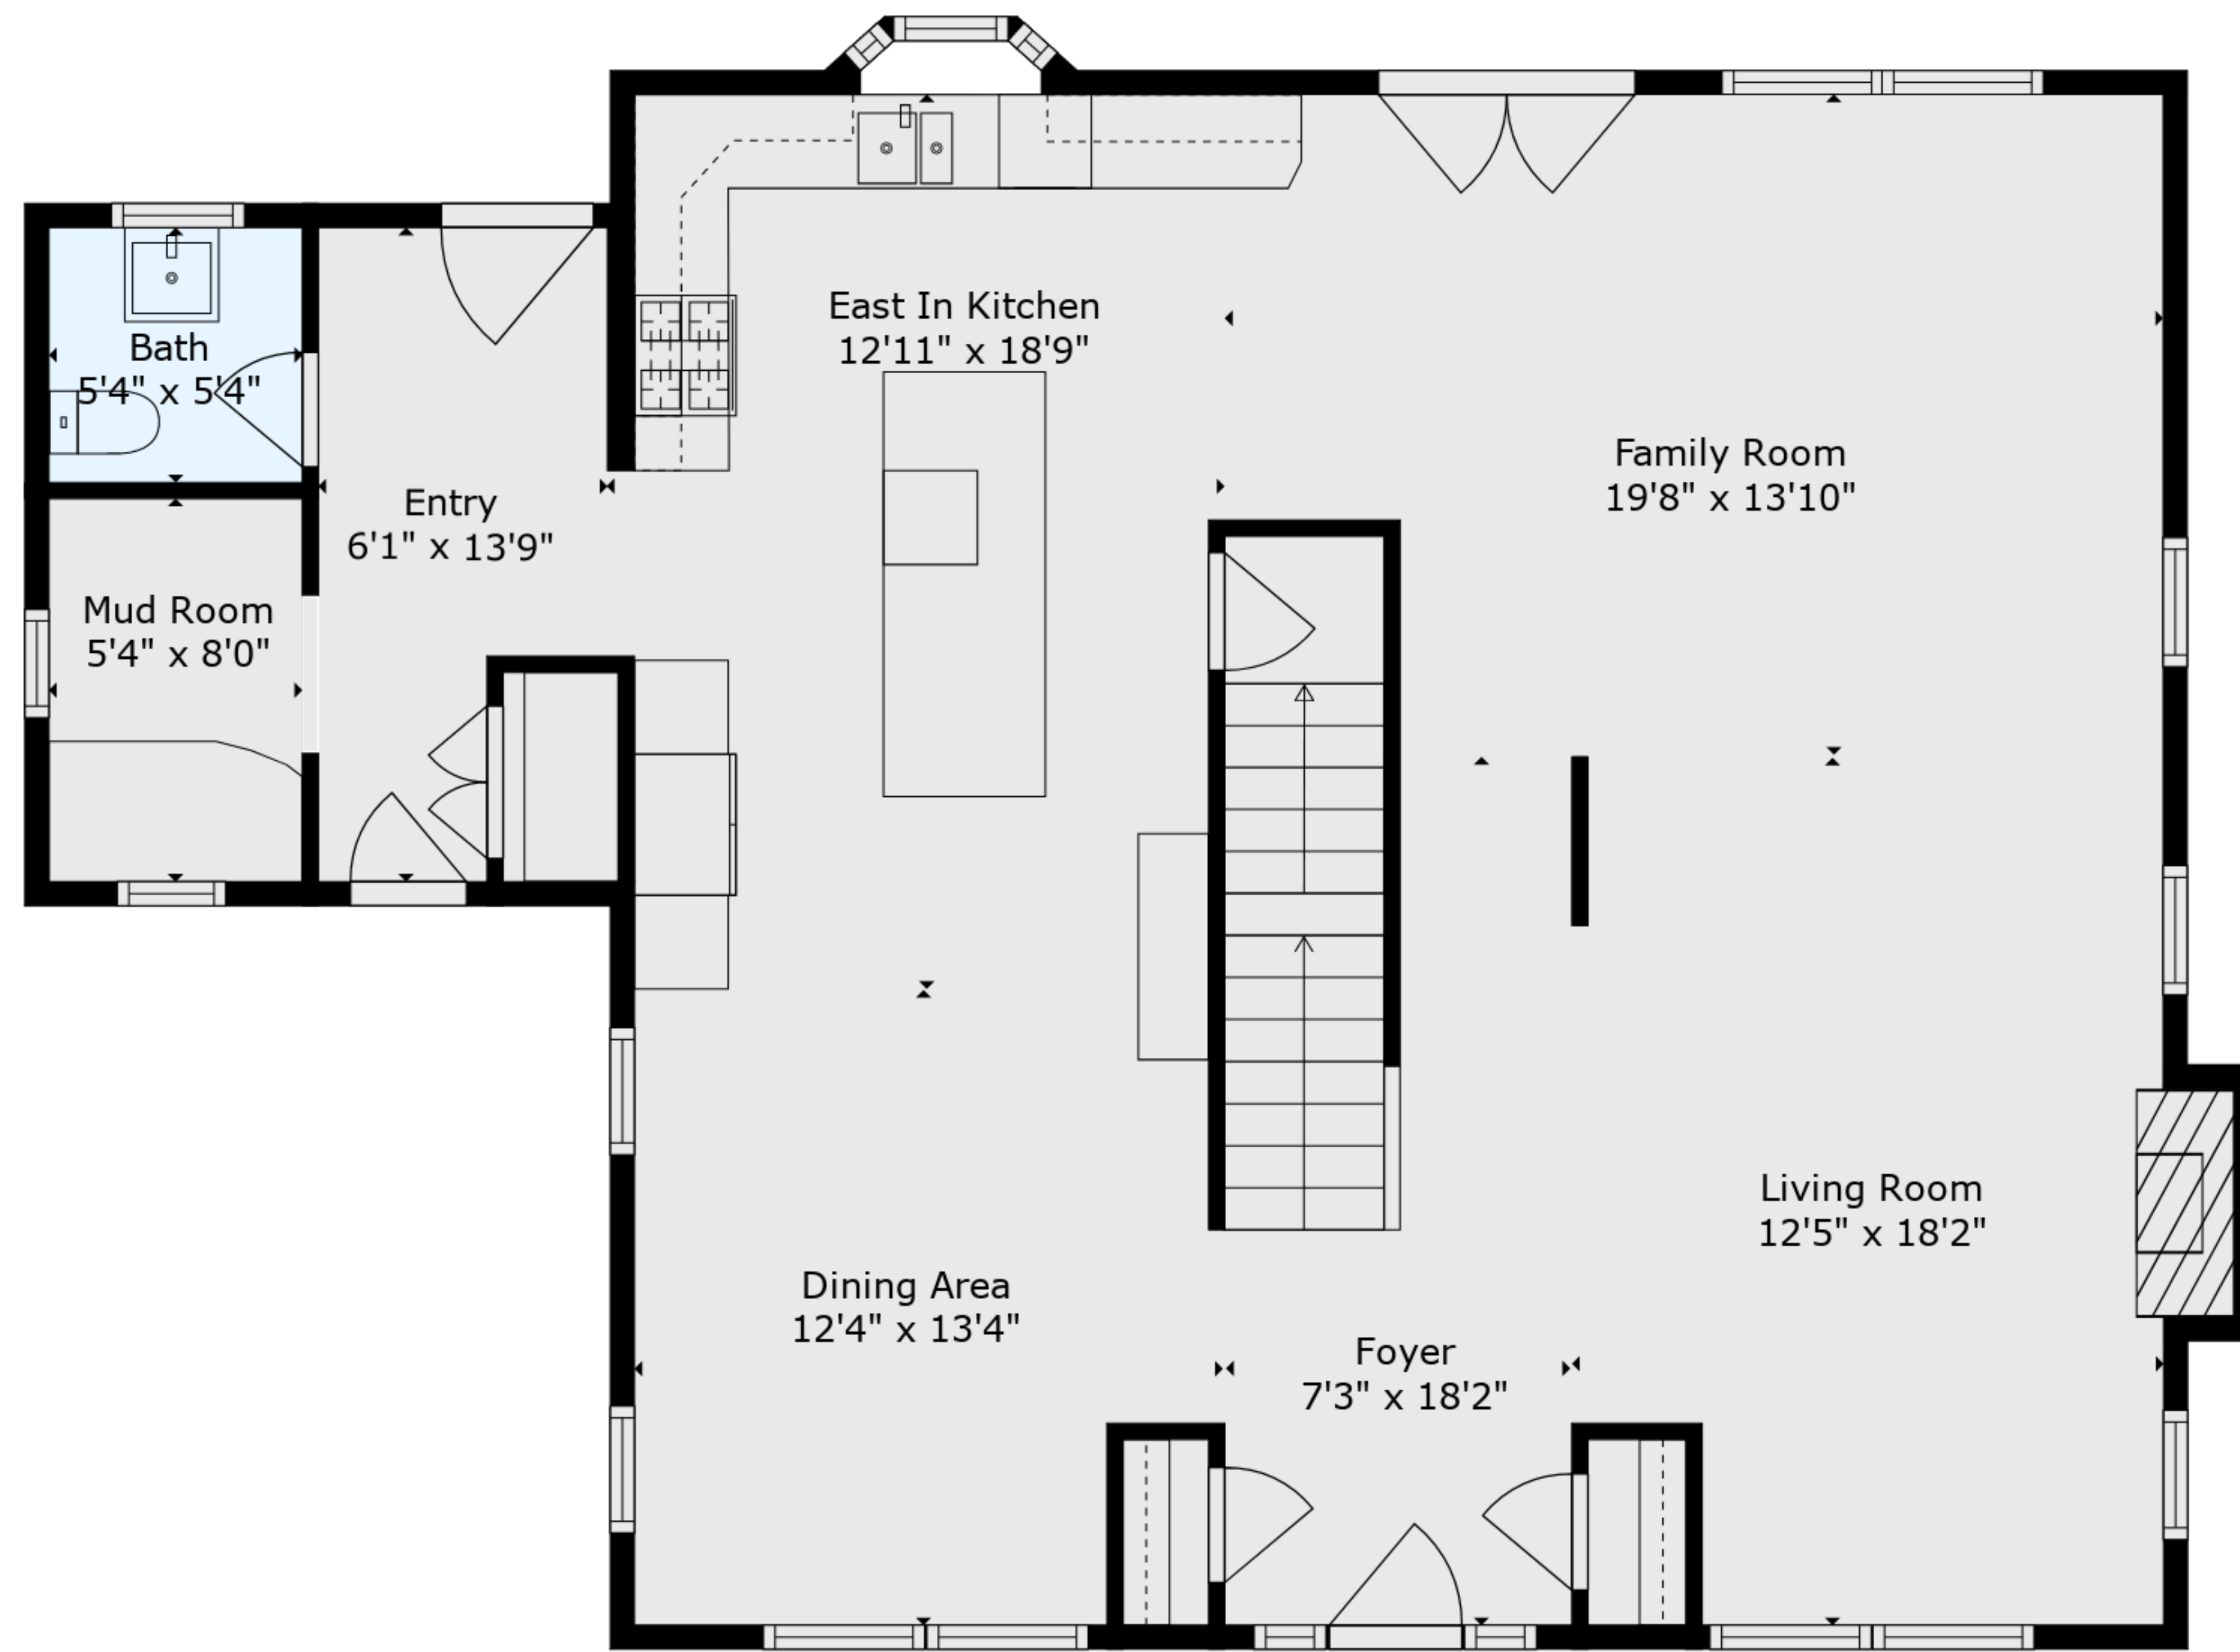 East In Kitchen
12'11" x 18'9"
Bath
5'4" x 5'4"
Family Room
19'8" x 13'10"
Entry
6'1" x 13'9"
Mud Room
5'4" x 8'0"
Living Room
12'5" x 18'2"
Dining Area
12'4" x 13'4"
Foyer
7'3" x 18'2"